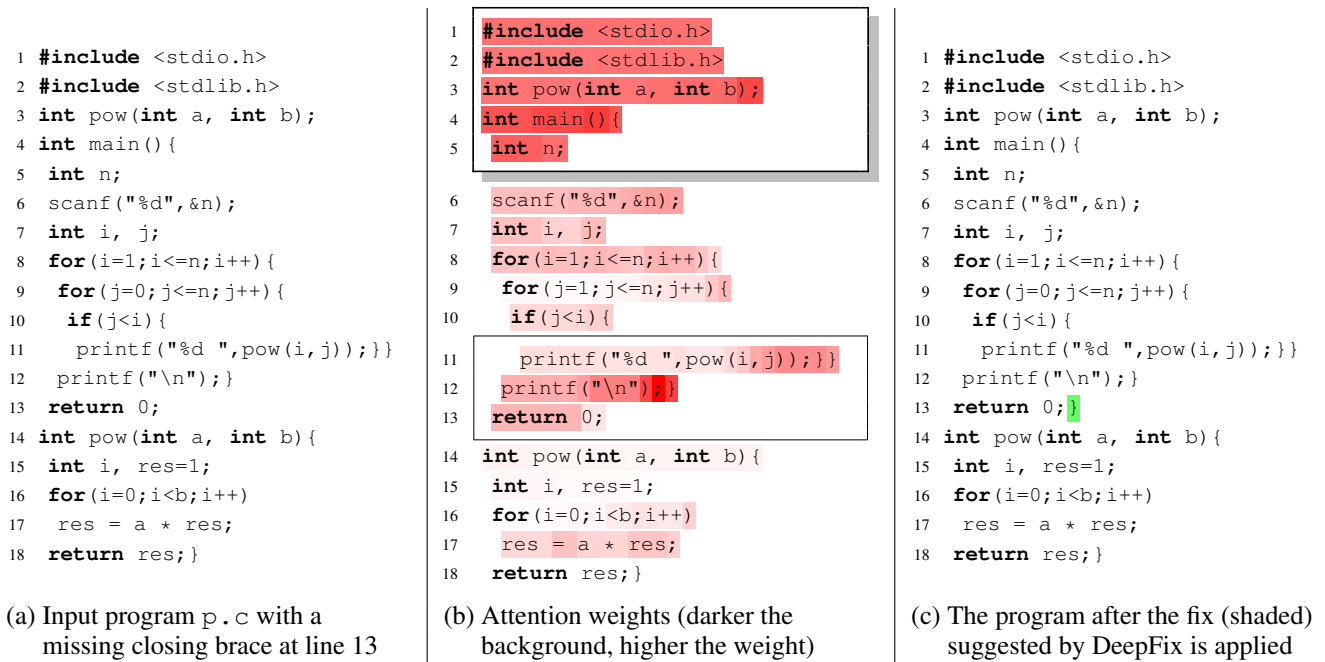 1 #include <stdio.h>
2 #include <stdlib.h>
3 int pow(int a, int b);
4 int main(){
5 int n;
6 scanf("%d",&n);
7 int i, j;
8 for(i=1;i<=n;i++){
9 for(j=0;j<=n;j++){
10 if(j<i){
11 printf("%d ",pow(i,j));}}
12 printf("\n");}
13 return 0;
14 int pow(int a, int b){
15 int i, res=1;
16 for(i=0;i<b;i++)
17 res = a * res;
18 return res;}
(a) Input program p.c with a
missing closing brace at line 13
1 #include <stdio.h>
2 #include <stdlib.h>
3 int pow(int a, int b);
4 int main(){
5 int n;
6 scanf("%d",&n);
7 int i, j;
8 for(i=1;i<=n;i++){
9 for(j=1;j<=n;j++){
10 if(j<i){
11 printf("%d ",pow(i,j));}}
12 printf("\n");}
13 return 0;
14 int pow(int a, int b){
15 int i, res=1;
16 for(i=0;i<b;i++)
17 res = a * res;
18 return res;}
(b) Attention weights (darker the
background, higher the weight)
1 #include <stdio.h>
2 #include <stdlib.h>
3 int pow(int a, int b);
4 int main(){
5 int n;
6 scanf("%d",&n);
7 int i, j;
8 for(i=1;i<=n;i++){
9 for(j=0;j<=n;j++){
10 if(j<i){
11 printf("%d ",pow(i,j));}}
12 printf("\n");}
13 return 0;}
14 int pow(int a, int b){
15 int i, res=1;
16 for(i=0;i<b;i++)
17 res = a * res;
18 return res;}
(c) The program after the fix (shaded)
suggested by DeepFix is applied